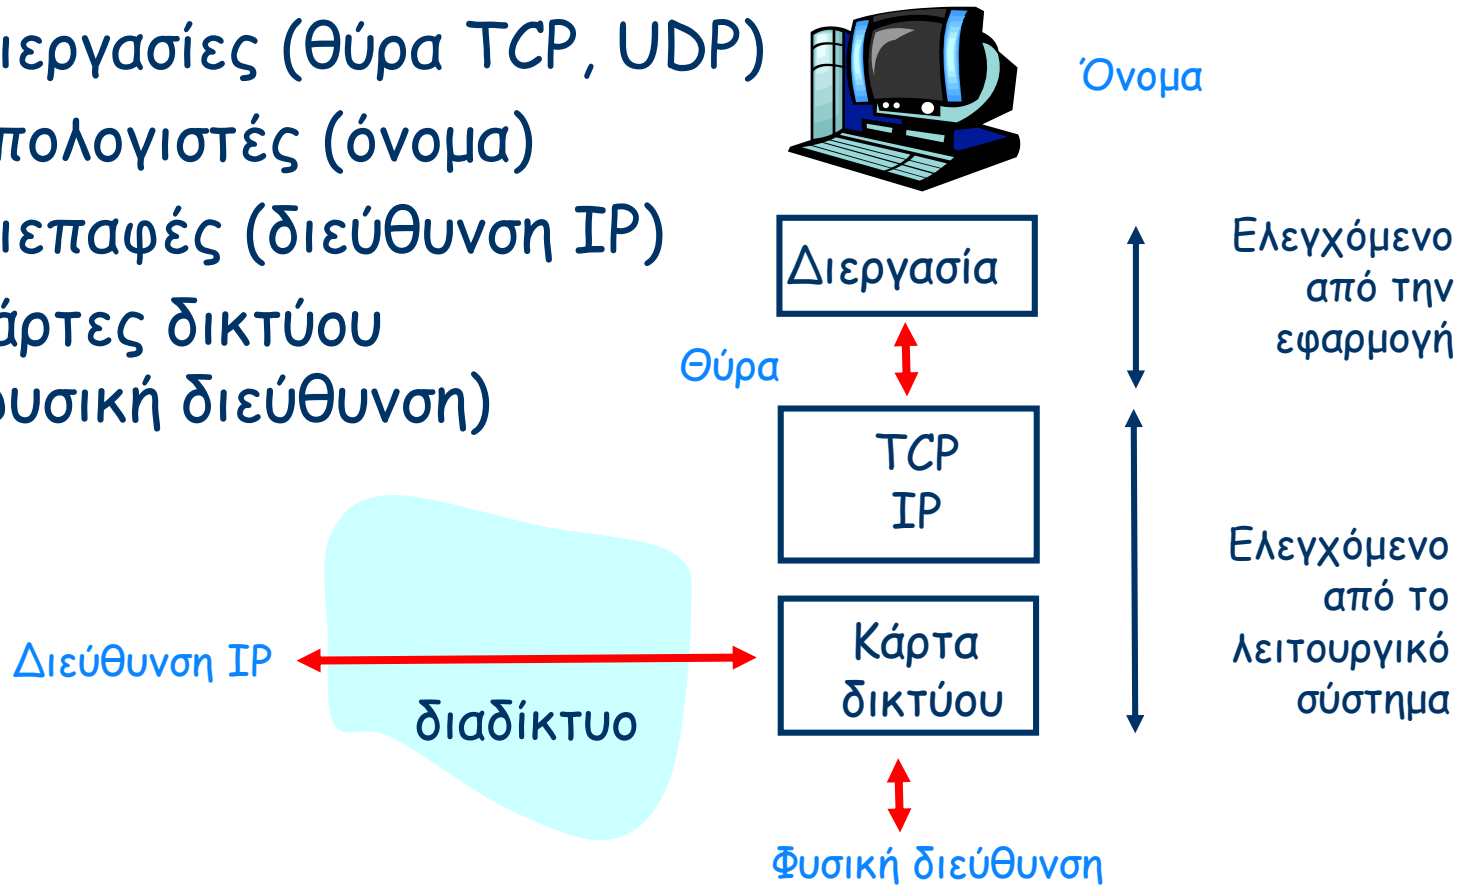 ιεργασίες (θύρα TCP, UDP)
πολογιστές (όνομα)
ιεπαφές (διεύθυνση IP)
άρτες δικτύου
υσική διεύθυνση)
Όνομα
Διεργασία
Ελεγχόμενο
από την
εφαρμογή
Θύρα
TCP
IP
Ελεγχόμενο
από το
λειτουργικό
σύστημα
Κάρτα
δικτύου
Διεύθυνση IP
διαδίκτυο
Φυσική διεύθυνση